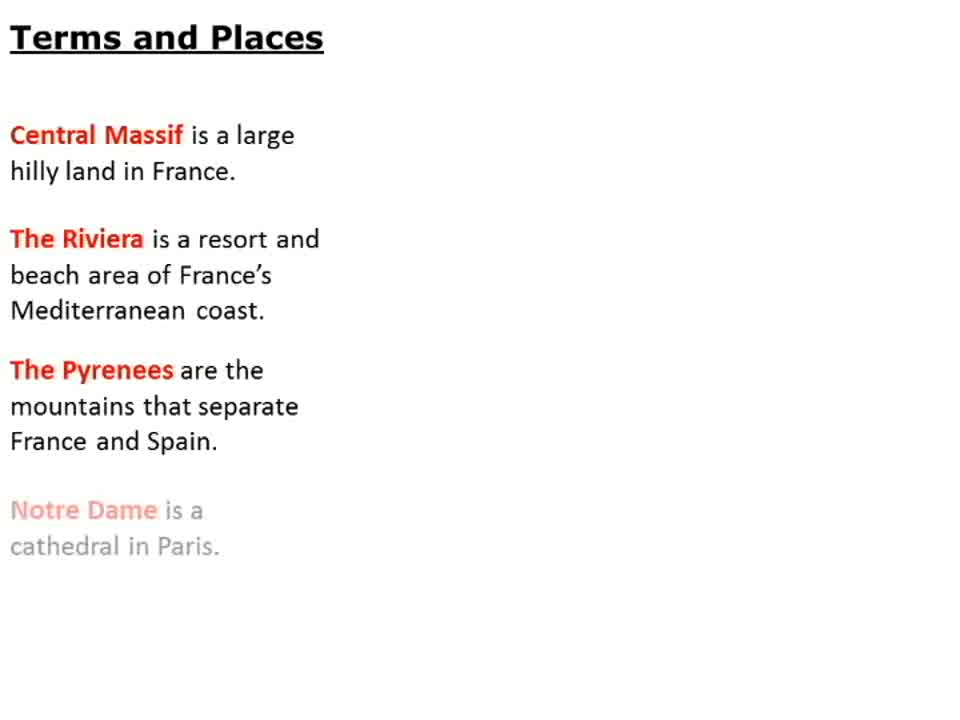 Terms and Places
Central Massif is a large
hilly land in France.
The Riviera is a resort and
beach area of France’s
Mediterranean coast.
The Pyrenees are the
mountains that separate
France and Spain.
Notre Dame is a
cathedral in Paris.